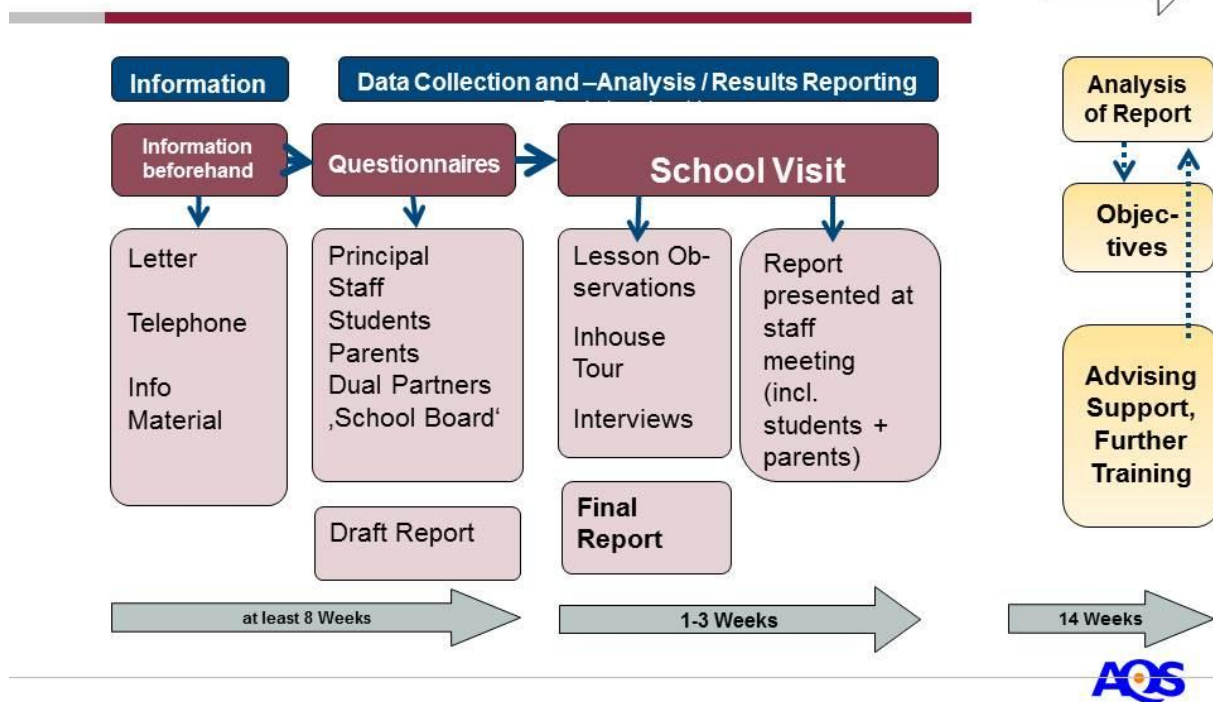 Information
Data Collection and –Analysis / Results Reporting
Analysis
of Report
Information
beforehand
Questionnaires
School Visit
Objec-
tives
Letter
Telephone
Info
Material
Principal
Staff
Students
Parents
Dual Partners
‚School Board‘
Lesson Ob-
servations
Inhouse
Tour
Interviews
Report
presented at
staff
meeting
(incl.
students +
parents)
Advising
Support,
Further
Training
Draft Report
Final
Report
at least 8 Weeks
1-3 Weeks
14 Weeks
AQS